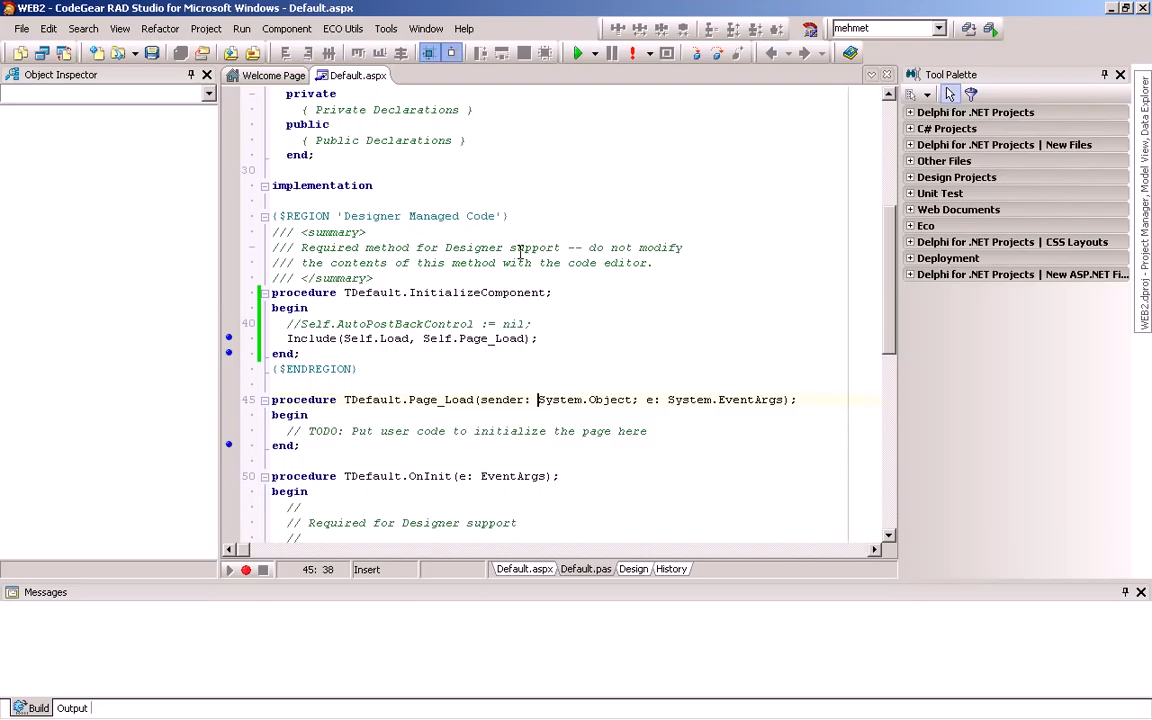 WEB2 - CodeGear RAD Studio for Microsoft Windows - Default.aspx
File Edit Search View Refactor Project Run Component ECO Utils Tools Window Help
mehmet
Object Inspector
Welcome Page
Default.aspx
private
{ Private Declarations }
public
{ Public Declarations }
end;
30
implementation
{$REGION 'Designer Managed Code'}
/// <summary>
/// Required method for Designer support -- do not modify
/// the contents of this method with the code editor.
/// </summary>
procedure TDefault.InitializeComponent;
begin
40
//Self.AutoPostBackControl := nil;
Include(Self.Load, Self.Page_Load);
end;
{$ENDREGION}
45
procedure TDefault.Page_Load(sender: System.Object; e: System.EventArgs);
begin
// TODO: Put user code to initialize the page here
end;
50
procedure TDefault.OnInit(e: EventArgs);
begin
//
// Required for Designer support
//
45: 38
Insert
Default.aspx
Default.pas
Design
History
Tool Palette
Delphi for .NET Projects
C# Projects
Delphi for .NET Projects | New Files
Other Files
Design Projects
Unit Test
Web Documents
Eco
Delphi for .NET Projects | CSS Layouts
Deployment
Delphi for .NET Projects | New ASP.NET Fi...
WEB2.dproj - Project Manager, Model View, Data Explorer
Messages
Build
Output